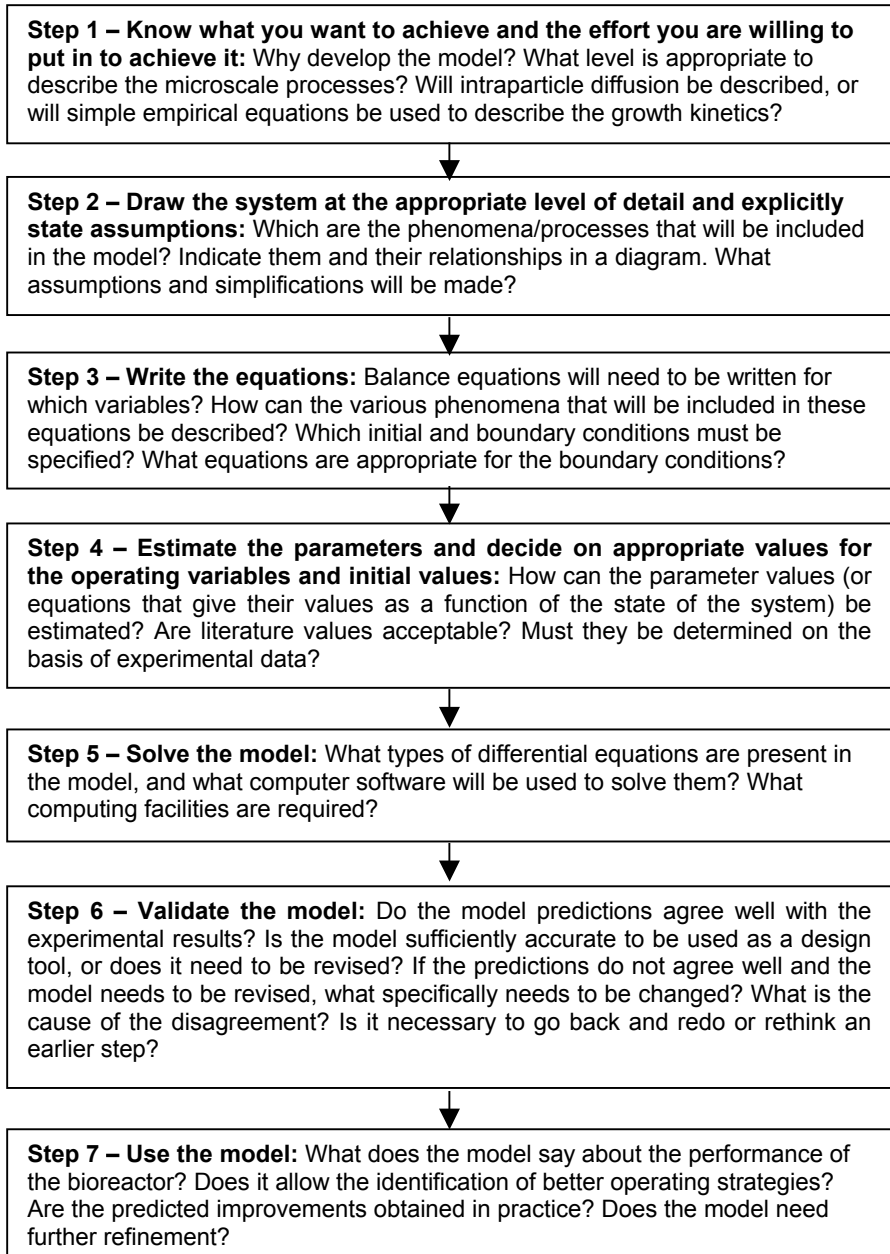 Step 1 – Know what you want to achieve and the effort you are willing to
put in to achieve it: Why develop the model? What level is appropriate to
describe the microscale processes? Will intraparticle diffusion be described, or
will simple empirical equations be used to describe the growth kinetics?
Step 2 – Draw the system at the appropriate level of detail and explicitly
state assumptions: Which are the phenomena/processes that will be included
in the model? Indicate them and their relationships in a diagram. What
assumptions and simplifications will be made?
Step 3 – Write the equations: Balance equations will need to be written for
which variables? How can the various phenomena that will be included in these
equations be described? Which initial and boundary conditions must be
specified? What equations are appropriate for the boundary conditions?
Step 4 – Estimate the parameters and decide on appropriate values for
the operating variables and initial values: How can the parameter values (or
equations that give their values as a function of the state of the system) be
estimated? Are literature values acceptable? Must they be determined on the
basis of experimental data?
Step 5 – Solve the model: What types of differential equations are present in
the model, and what computer software will be used to solve them? What
computing facilities are required?
Step 6 – Validate the model: Do the model predictions agree well with the
experimental results? Is the model sufficiently accurate to be used as a design
tool, or does it need to be revised? If the predictions do not agree well and the
model needs to be revised, what specifically needs to be changed? What is the
cause of the disagreement? Is it necessary to go back and redo or rethink an
earlier step?
Step 7 – Use the model: What does the model say about the performance of
the bioreactor? Does it allow the identification of better operating strategies?
Are the predicted improvements obtained in practice? Does the model need
further refinement?